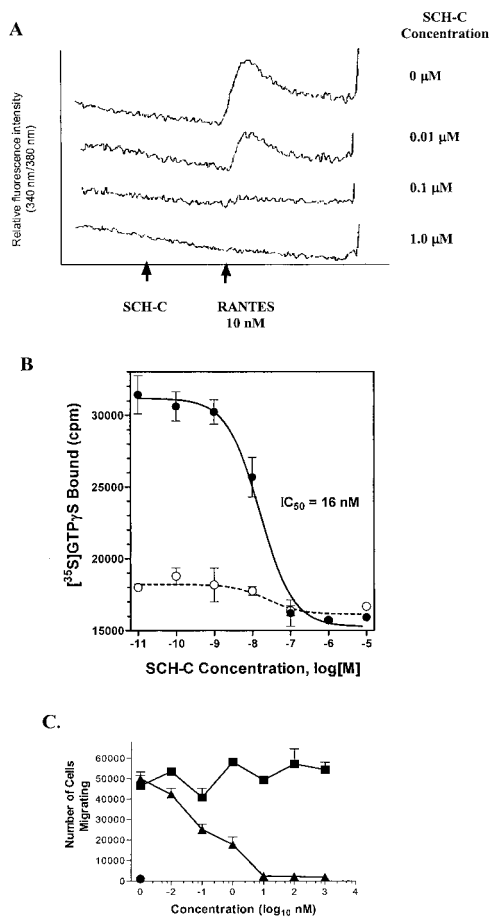 A
SCH-C
Concentration
0 μM
0.01 μM
0.1 μM
1.0 μM
Relative fluorescence intensity
(340 nm/380 nm)
SCH-C
RANTES
10 nM
B
[³⁵S]GTPγS Bound (cpm)
30000
25000
20000
15000
IC₅₀ = 16 nM
-11 -10 -9 -8 -7 -6 -5
SCH-C Concentration, log[M]
C.
Number of Cells
Migrating
60000
50000
40000
30000
20000
10000
0
0 -2 -1 0 1 2 3 4
Concentration (log₁₀ nM)